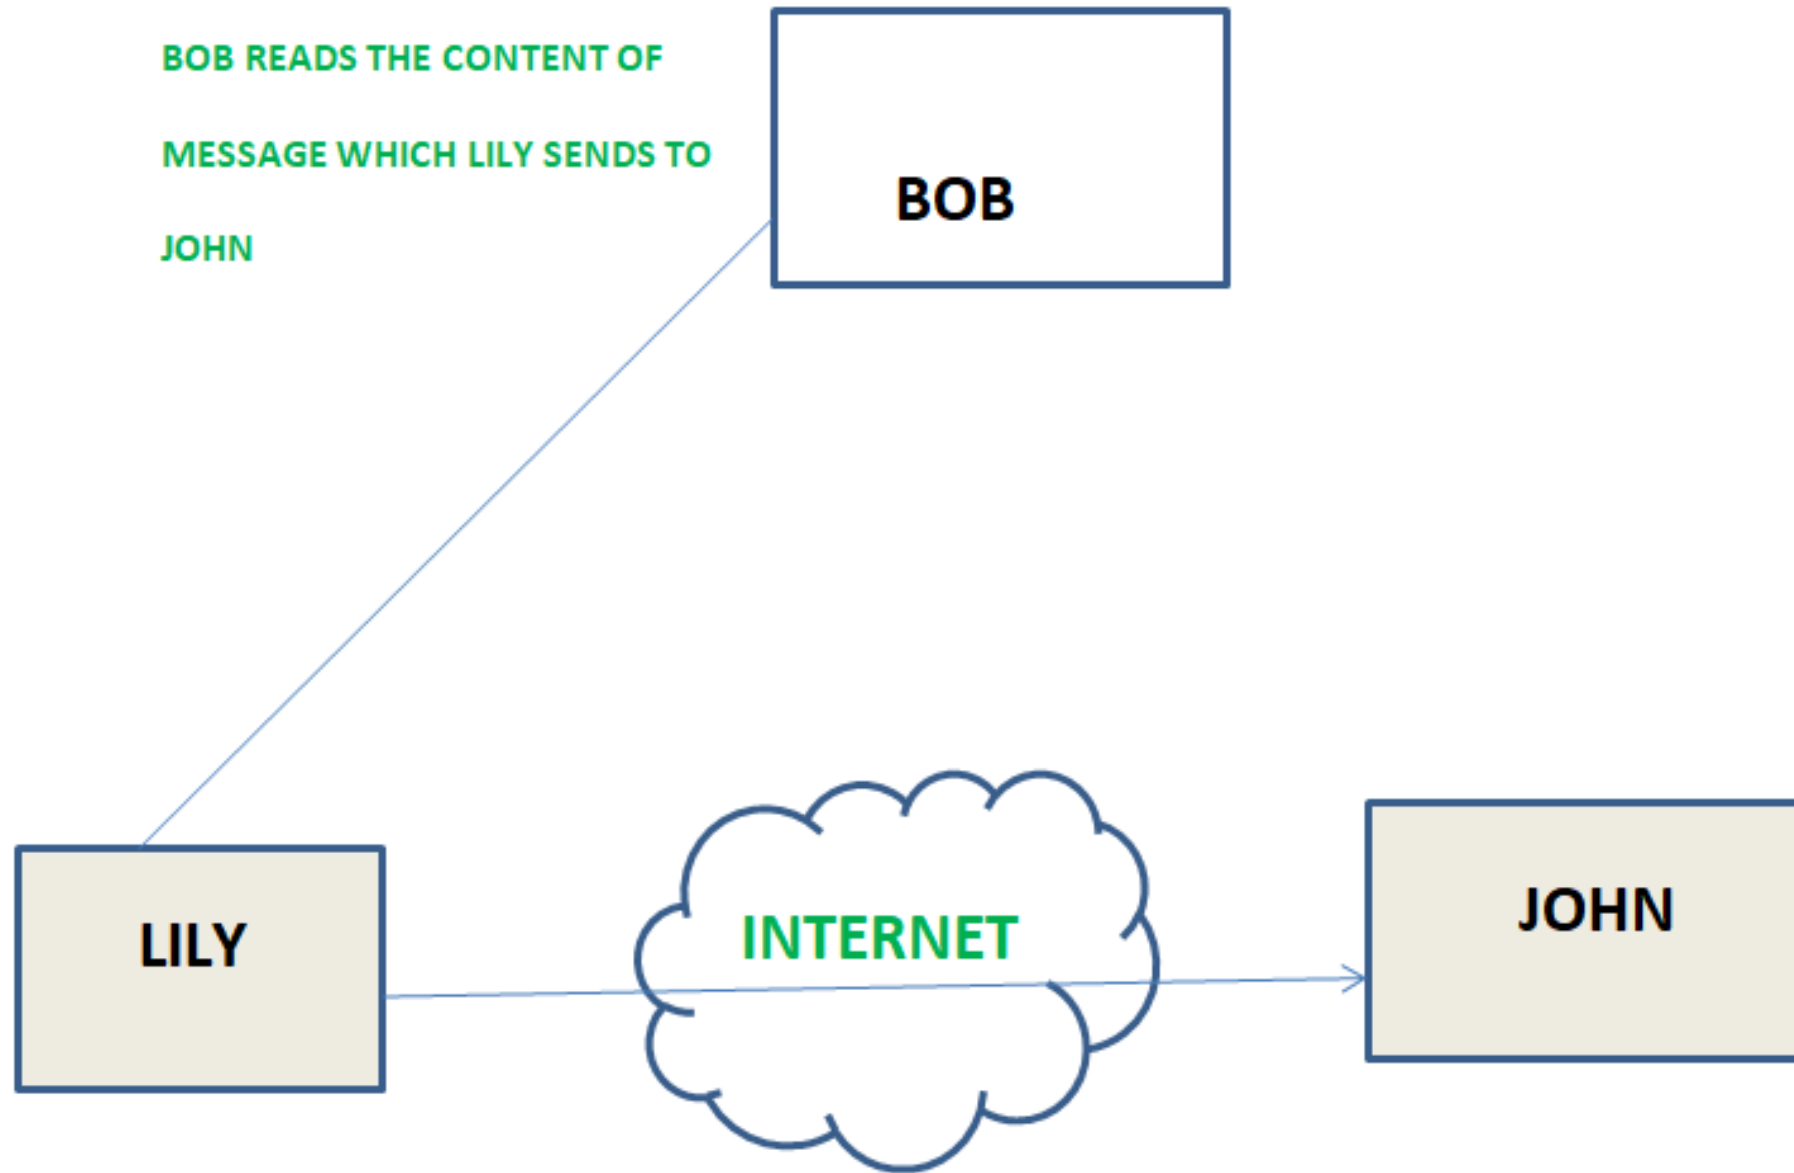 BOB READS THE CONTENT OF
MESSAGE WHICH LILY SENDS TO
JOHN
BOB
LILY
INTERNET
JOHN